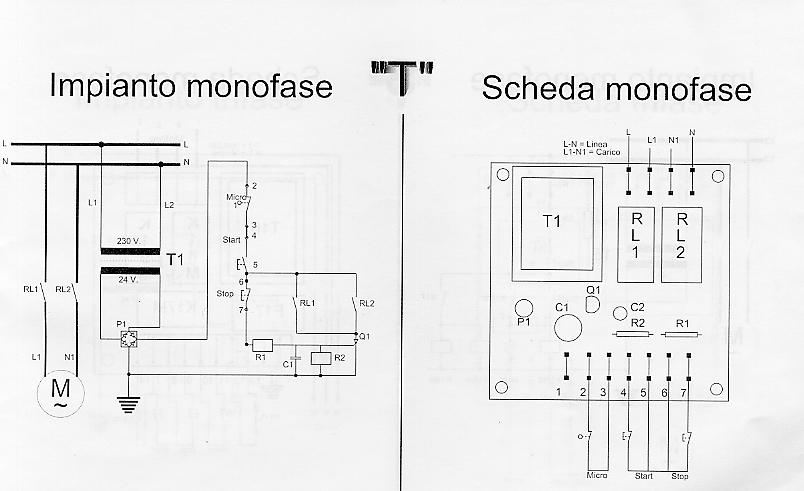 "T"
Impianto monofase
L
L
N
N
L1
L2
230 V.
T1
24 V.
RL1
RL2
P1
L1
N1
M
~
2
Micro
1
3
4
Start
5
6
Stop
7
RL1
RL2
Q1
R1
C1
R2
Scheda monofase
L-N = Linea
L1-N1 = Carico
L
L1
N1
N
T1
RL1
RL2
Q1
P1
C1
C2
R2
R1
1 2 3 4 5 6 7
Micro
Start
Stop